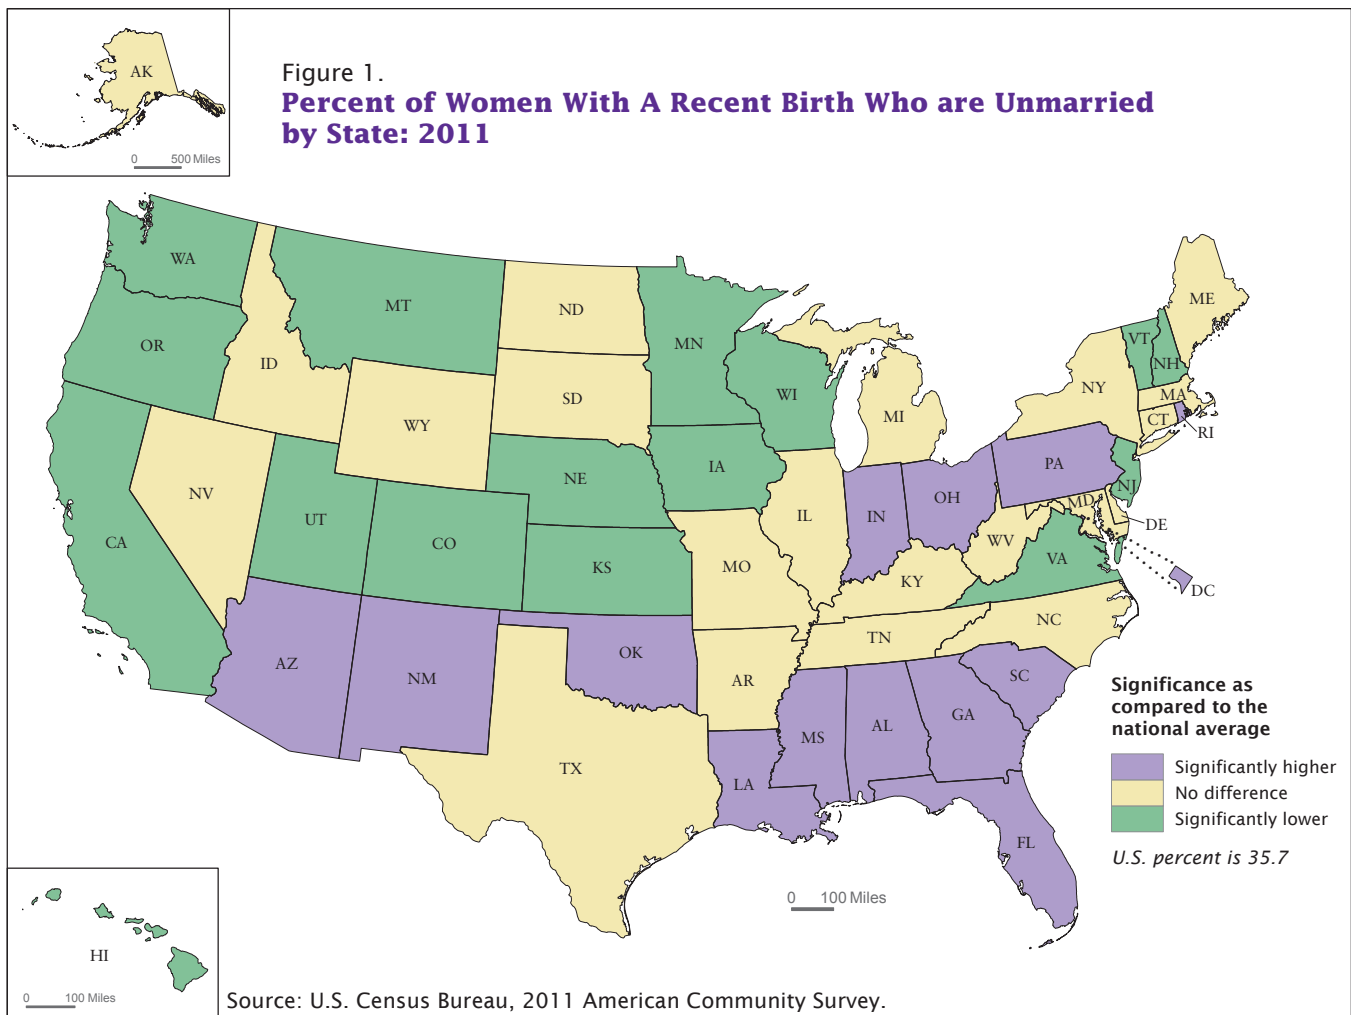 AK
0 500 Miles
Figure 1.
Percent of Women With A Recent Birth Who are Unmarried
by State: 2011
WA
MT
ND
ME
OR
ID
MN
VT
NH
SD
WI
NY
MA
WY
MI
CT
RI
IA
PA
NE
NV
OH
NJ
UT
IL
IN
MD
DE
CA
CO
WV
VA
KS
MO
KY
DC
NC
TN
OK
AZ
NM
AR
SC
GA
MS
AL
TX
LA
FL
Significance as
compared to the
national average
Significantly higher
No difference
Significantly lower
U.S. percent is 35.7
0 100 Miles
HI
0 100 Miles
Source: U.S. Census Bureau, 2011 American Community Survey.